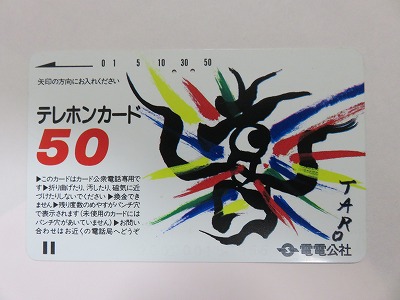 0 1 5 10 30 50
矢印の方向にお入れください
テレホンカード
50
▶このカードはカード公衆電話専用で
す▶折り曲げたり、汚したり、磁気に近
づけたりしないでください▶換金でき
ません▶残り度数のめやすがパンチ穴
で表示されます(未使用のカードには
パンチ穴があいていません)▶お問い
合わせはお近くの電話局へどうぞ
TARO
電電公社